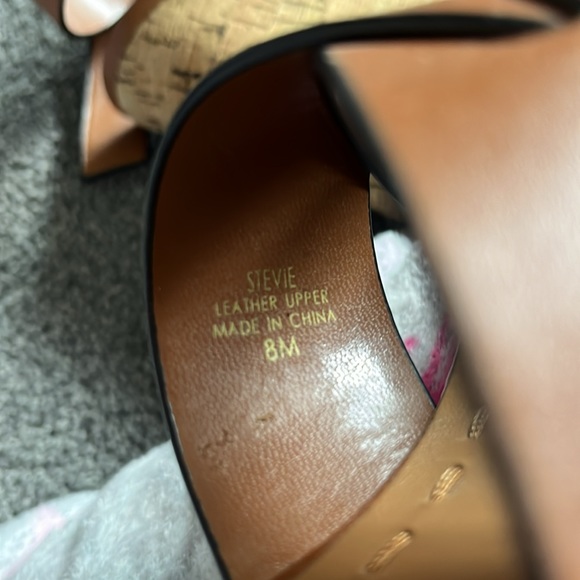 STEVIE
LEATHER UPPER
MADE IN CHINA
8M